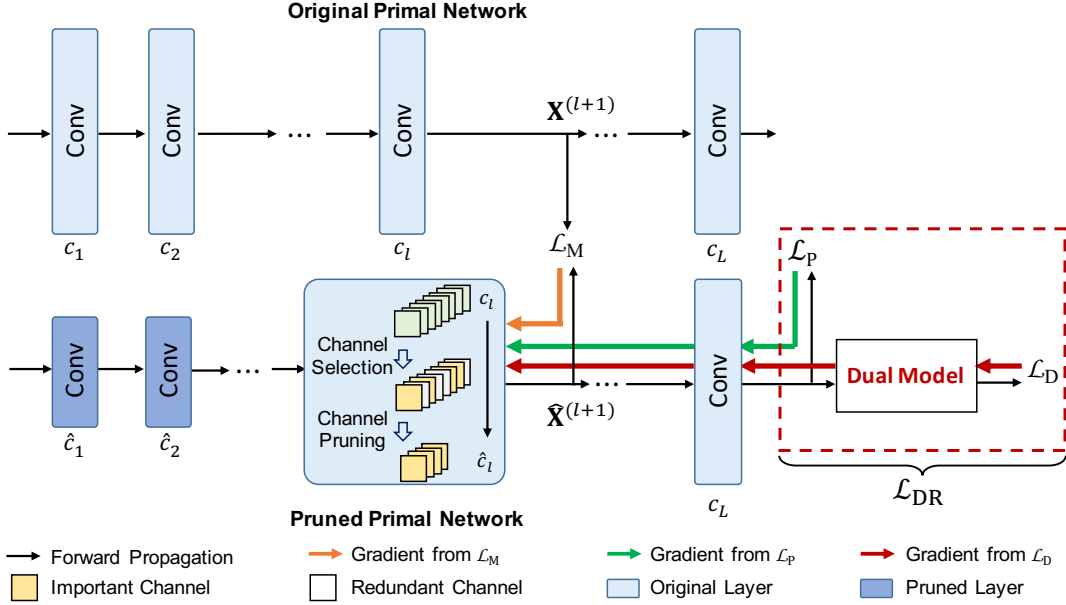 Original Primal Network
Conv
Conv
...
Conv
X^(l+1)
...
Conv
c_1
c_2
c_l
ℒ_M
c_L
ℒ_P
Conv
Conv
...
Channel
Selection
c_l
Channel
Pruning
ĉ_l
...
X̂^(l+1)
Conv
Dual Model
ℒ_D
ĉ_1
ĉ_2
c_L
ℒ_DR
Pruned Primal Network
Forward Propagation
Gradient from ℒ_M
Gradient from ℒ_P
Gradient from ℒ_D
Important Channel
Redundant Channel
Original Layer
Pruned Layer